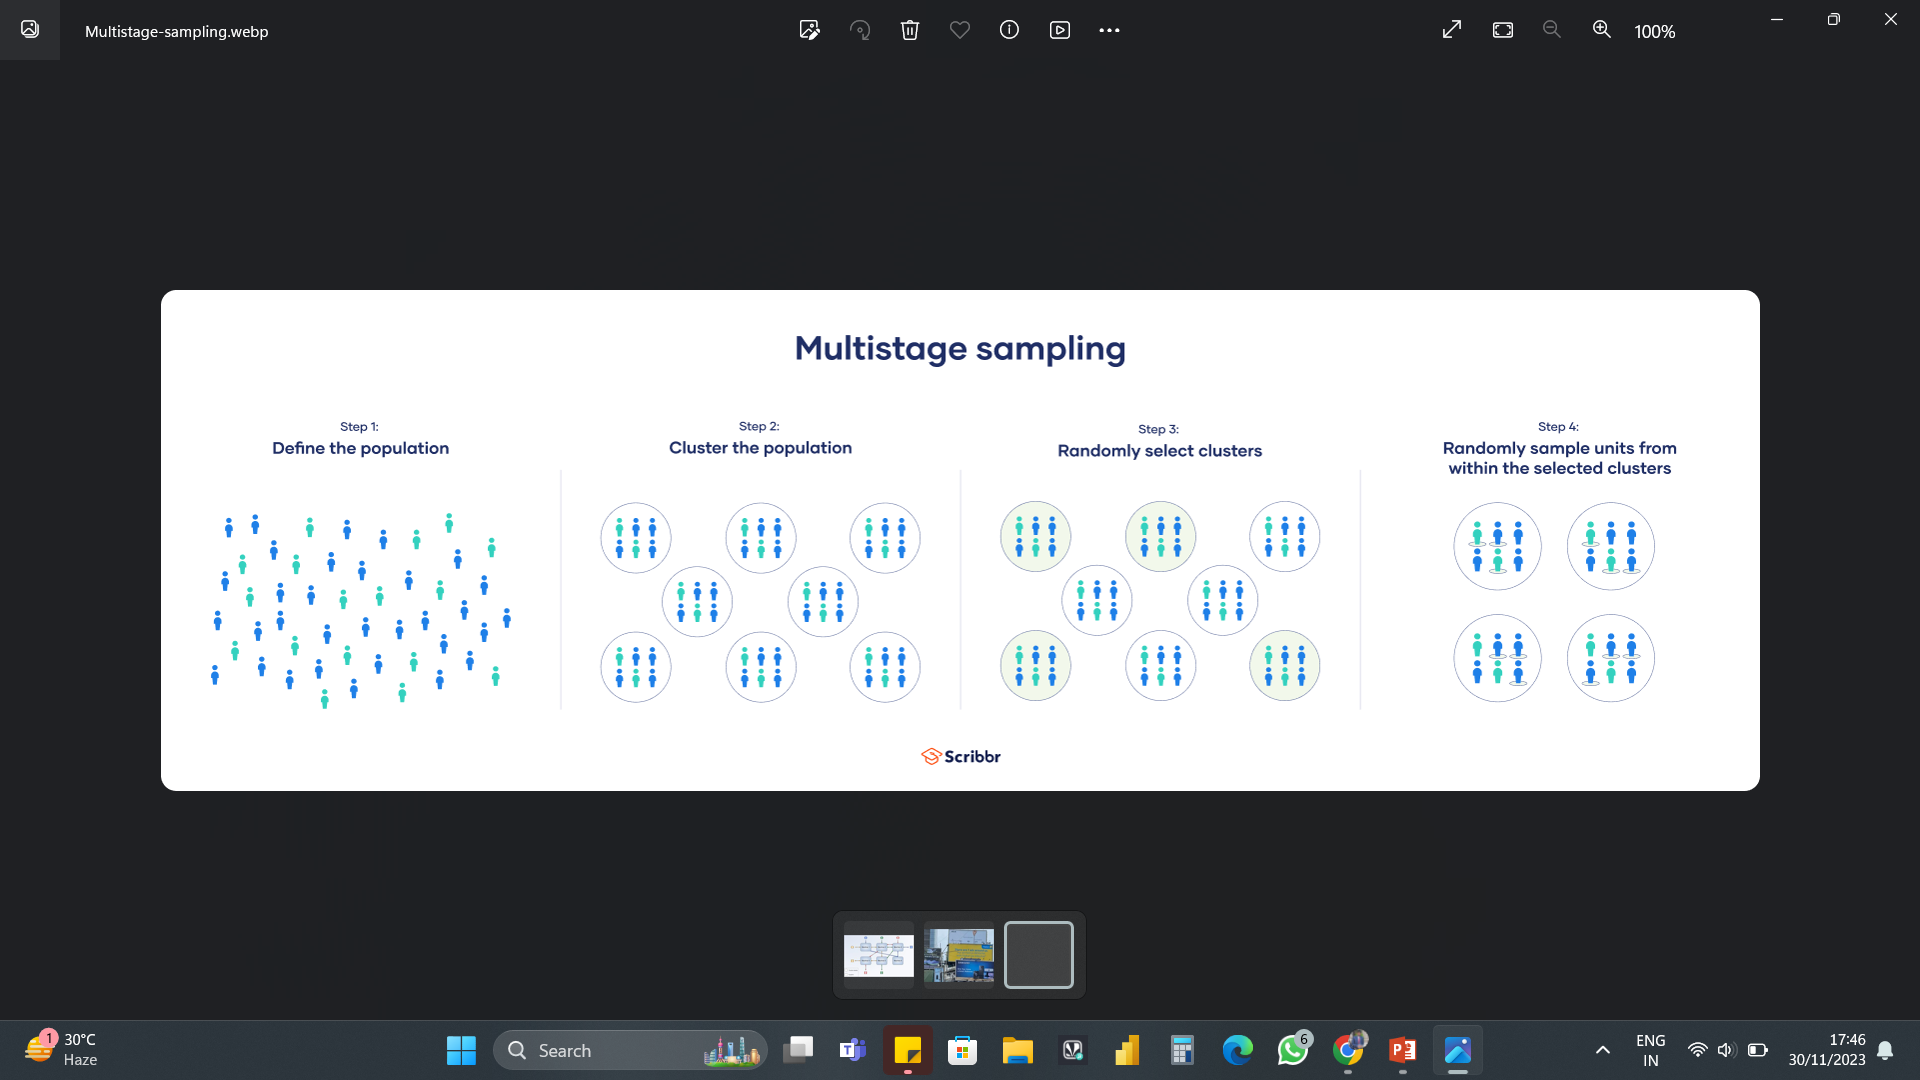 Multistage-sampling.webp
100%
Multistage sampling
Step 1:
Define the population
Step 2:
Cluster the population
Step 3:
Randomly select clusters
Step 4:
Randomly sample units from
within the selected clusters
Scribbr
1
30°C
Haze
Search
6
ENG
IN
17:46
30/11/2023